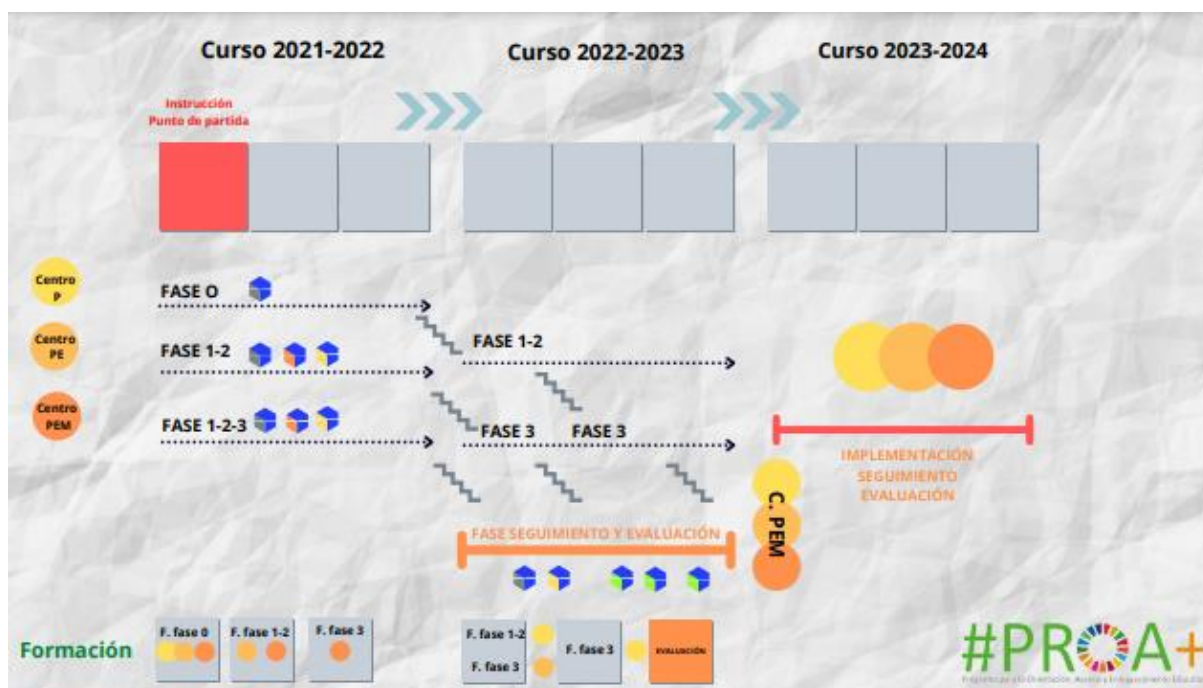 Curso 2021-2022
Curso 2022-2023
Curso 2023-2024
Instrucción
Punto de partida
Centro
P
FASE O
Centro
PE
FASE 1-2
FASE 1-2
Centro
PEM
FASE 1-2-3
FASE 3
FASE 3
IMPLEMENTACIÓN
SEGUIMIENTO
EVALUACIÓN
C. PEM
FASE SEGUIMIENTO Y EVALUACIÓN
Formación
F. fase 0
F. fase 1-2
F. fase 3
F. fase 1-2
F. fase 3
F. fase 3
EVALUACIÓN
#PROA+